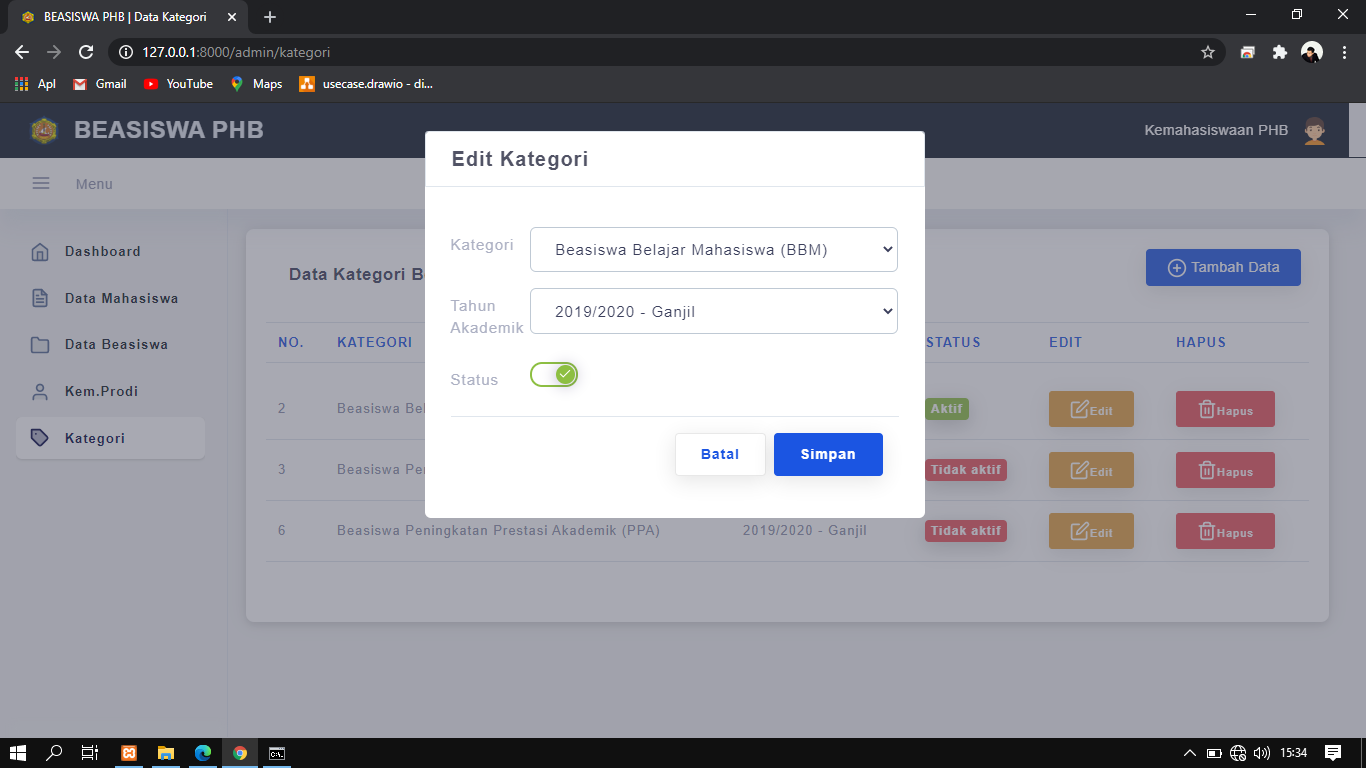 BEASISWA PHB | Data Kategori
127.0.0.1:8000/admin/kategori
Apl Gmail YouTube Maps usecase.drawio - di...
BEASISWA PHB
Kemahasiswaan PHB
Menu
Dashboard
Data Mahasiswa
Data Beasiswa
Kem.Prodi
Kategori
Edit Kategori
Kategori Beasiswa Belajar Mahasiswa (BBM)
Tahun Akademik 2019/2020 - Ganjil
Status
Batal Simpan
Data Kategori B
Tambah Data
NO. KATEGORI STATUS EDIT HAPUS
2 Beasiswa Bel Aktif Edit Hapus
3 Beasiswa Pe Tidak aktif Edit Hapus
6 Beasiswa Peningkatan Prestasi Akademik (PPA) 2019/2020 - Ganjil Tidak aktif Edit Hapus
15:34